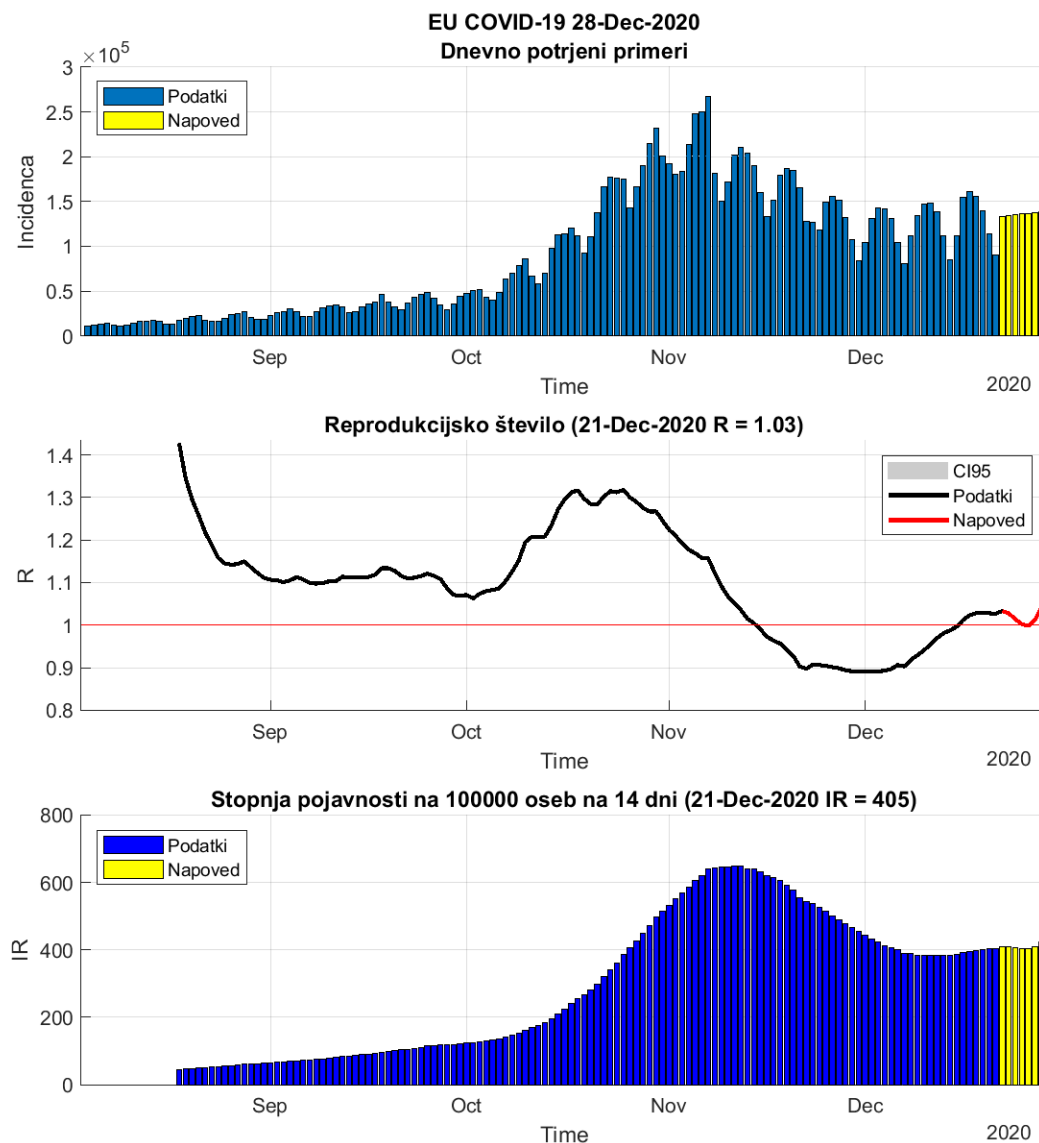 EU COVID-19 28-Dec-2020
Dnevno potrjeni primeri
×10^5
3
2.5
2
1.5
1
0.5
0
Incidenca
Podatki
Napoved
Sep
Oct
Nov
Dec
Time
2020
Reprodukcijsko število (21-Dec-2020 R = 1.03)
1.4
1.3
1.2
1.1
1
0.9
0.8
R
CI95
Podatki
Napoved
Sep
Oct
Nov
Dec
Time
2020
Stopnja pojavnosti na 100000 oseb na 14 dni (21-Dec-2020 IR = 405)
800
600
400
200
0
IR
Podatki
Napoved
Sep
Oct
Nov
Dec
Time
2020